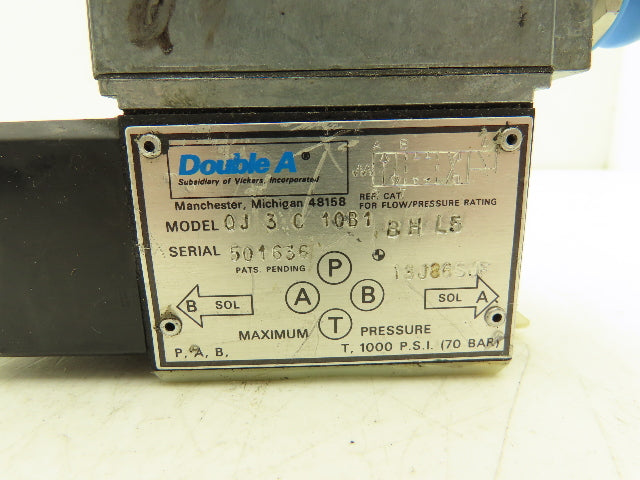 Double A®
Subsidiary of Vickers, Incorporated
Manchester, Michigan 48158
A B
REF. CAT.
FOR FLOW/PRESSURE RATING
MODEL QJ 3 C 10B1 BH L5
SERIAL 501636
PATS PENDING
P
A B
T
B SOL
SOL A
MAXIMUM PRESSURE
P, A, B, T, 1000 P.S.I. (70 BAR)